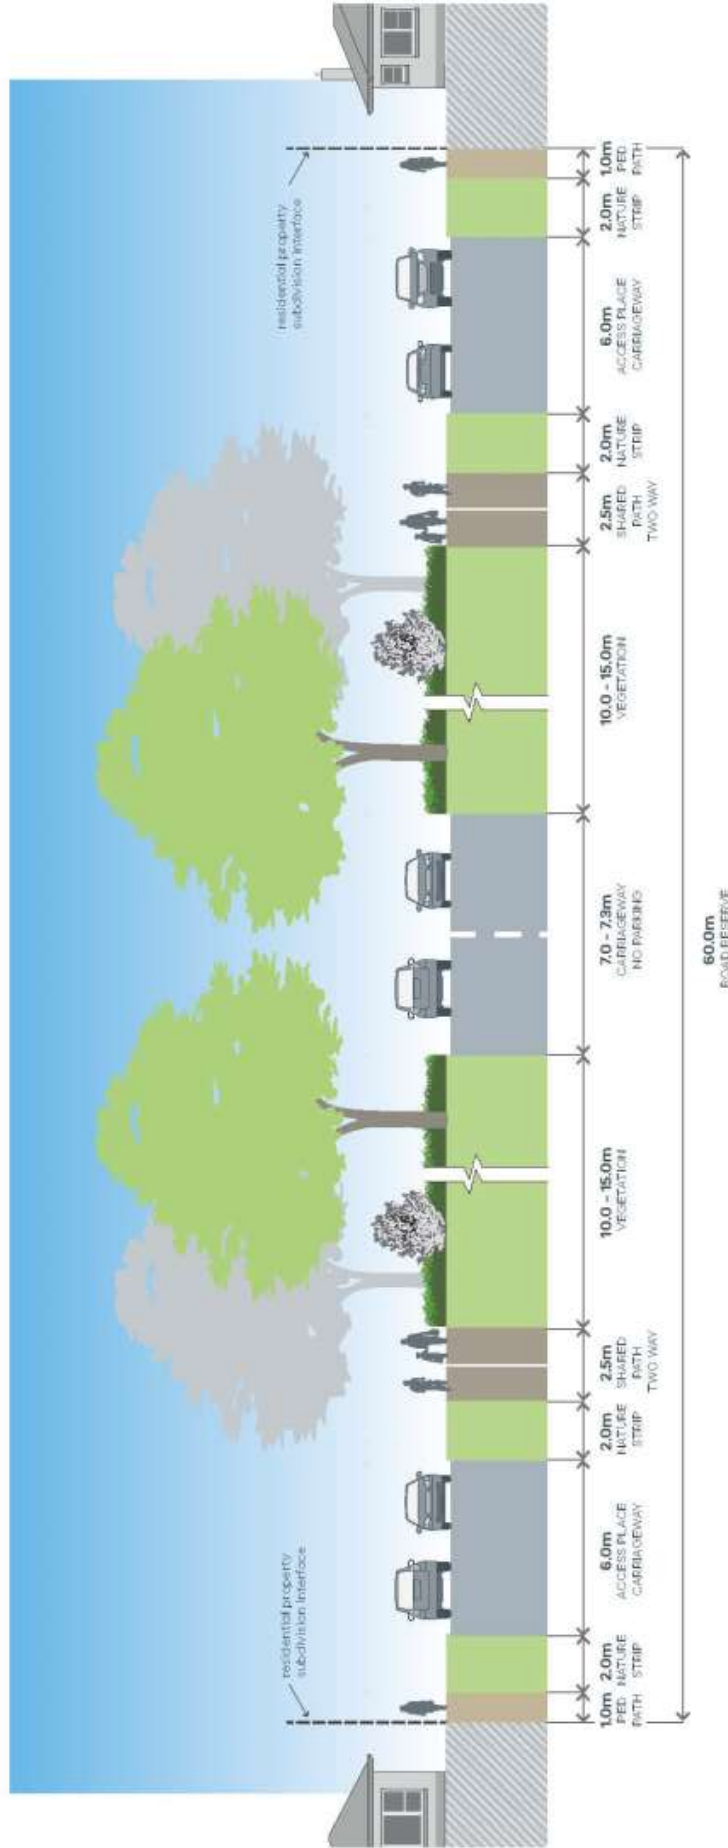 residential property
subdivision interface
residential property
subdivision interface
1.0m
PED
PATH
2.0m
NATURE
STRIP
6.0m
ACCESS PLACE
CARRIAGEWAY
2.0m
NATURE
STRIP
2.5m
SHARED
PATH
TWO WAY
10.0 - 15.0m
VEGETATION
7.0 - 7.3m
CARRIAGEWAY
NO PARKING
10.0 - 15.0m
VEGETATION
2.5m
SHARED
PATH
TWO WAY
2.0m
NATURE
STRIP
6.0m
ACCESS PLACE
CARRIAGEWAY
2.0m
NATURE
STRIP
1.0m
PED
PATH
60.0m
ROAD RESERVE